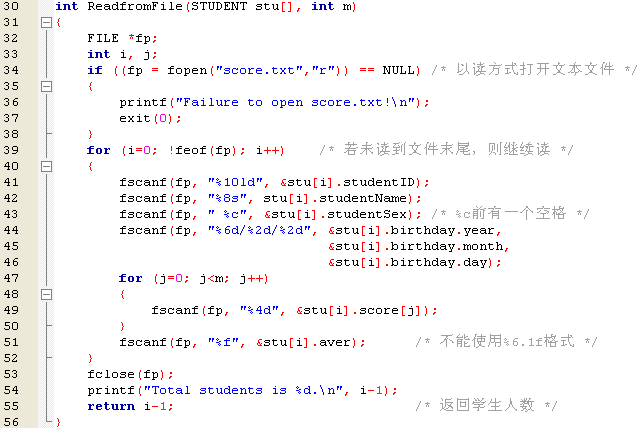 30 int ReadfromFile(STUDENT stu[], int m)
31 {
32     FILE *fp;
33     int i, j;
34     if ((fp = fopen("score.txt","r")) == NULL) /* 以读方式打开文本文件 */
35     {
36         printf("Failure to open score.txt!\n");
37         exit(0);
38     }
39     for (i=0; !feof(fp); i++)    /* 若未读到文件末尾，则继续读 */
40     {
41         fscanf(fp, "%10ld", &stu[i].studentID);
42         fscanf(fp, "%8s", stu[i].studentName);
43         fscanf(fp, " %c", &stu[i].studentSex); /* %c前有一个空格 */
44         fscanf(fp, "%6d/%2d/%2d", &stu[i].birthday.year,
45                                   &stu[i].birthday.month,
46                                   &stu[i].birthday.day);
47         for (j=0; j<m; j++)
48         {
49             fscanf(fp, "%4d", &stu[i].score[j]);
50         }
51         fscanf(fp, "%f", &stu[i].aver);      /* 不能使用%6.1f格式 */
52     }
53     fclose(fp);
54     printf("Total students is %d.\n", i-1);
55     return i-1;                              /* 返回学生人数 */
56 }